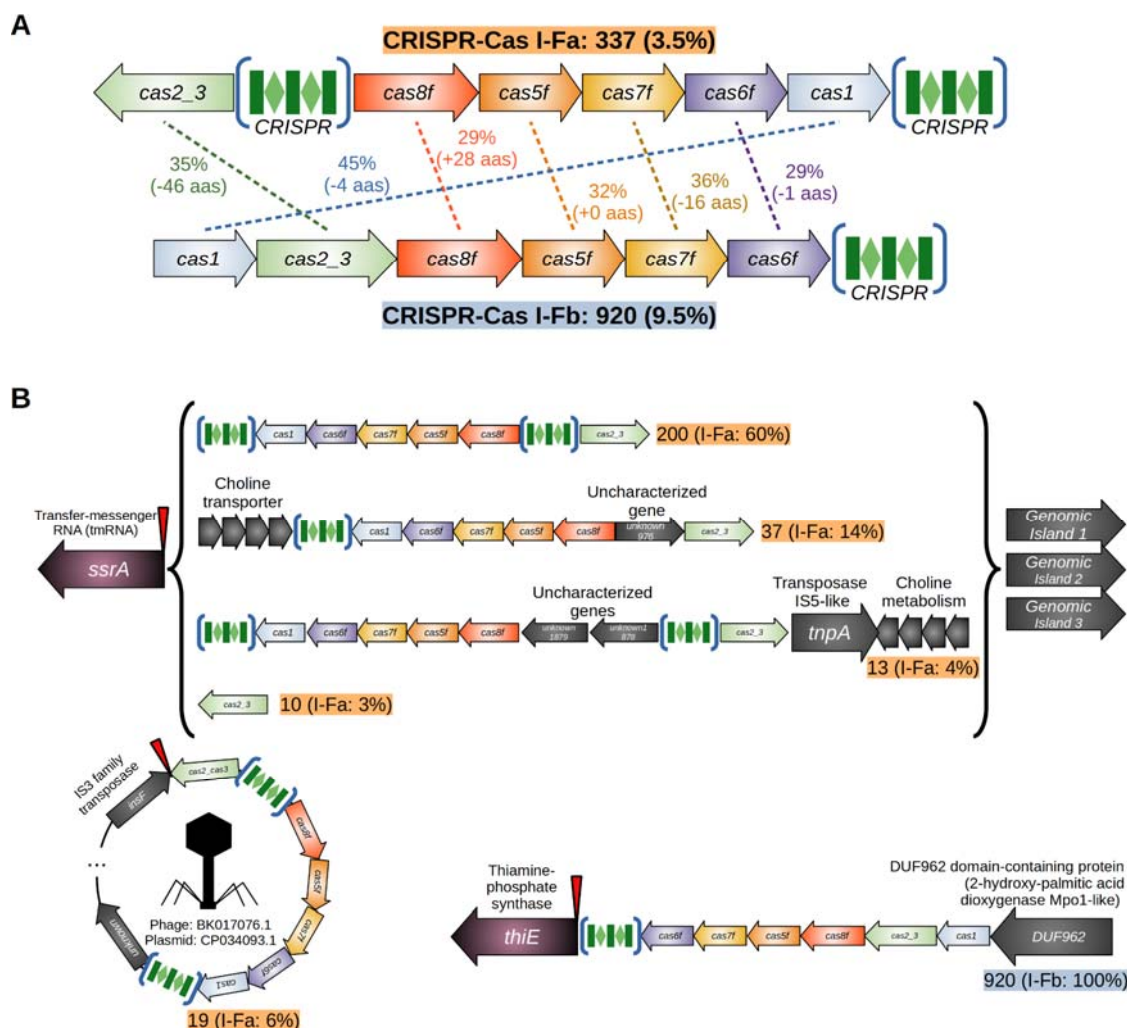 A
CRISPR-Cas I-Fa: 337 (3.5%)
cas2_3
CRISPR
cas8f
cas5f
cas7f
cas6f
cas1
CRISPR
35%
(-46 aas)
45%
(-4 aas)
29%
(+28 aas)
32%
(+0 aas)
36%
(-16 aas)
29%
(-1 aas)
cas1
cas2_3
cas8f
cas5f
cas7f
cas6f
CRISPR
CRISPR-Cas I-Fb: 920 (9.5%)
B
Transfer-messenger
RNA (tmRNA)
ssrA
cas1
cas6f
cas7f
cas5f
cas8f
cas2_3
200 (I-Fa: 60%)
Choline
transporter
cas1
cas6f
cas7f
cas5f
cas8f
Uncharacterized
gene
unknown
976
cas2_3
37 (I-Fa: 14%)
cas1
cas6f
cas7f
cas5f
cas8f
Uncharacterized
genes
unknown
1879
unknown1
878
cas2_3
Transposase
IS5-like
tnpA
Choline
metabolism
13 (I-Fa: 4%)
cas2_3
10 (I-Fa: 3%)
Genomic
Island 1
Genomic
Island 2
Genomic
Island 3
IS3 family
transposase
insF
cas2_cas3
cas8f
cas5f
cas7f
cas6f
cas1
unknown
...
Phage: BK017076.1
Plasmid: CP034093.1
19 (I-Fa: 6%)
Thiamine-
phosphate
synthase
thiE
cas6f
cas7f
cas5f
cas8f
cas2_3
cas1
DUF962 domain-containing protein
(2-hydroxy-palmitic acid
dioxygenase Mpo1-like)
DUF962
920 (I-Fb: 100%)